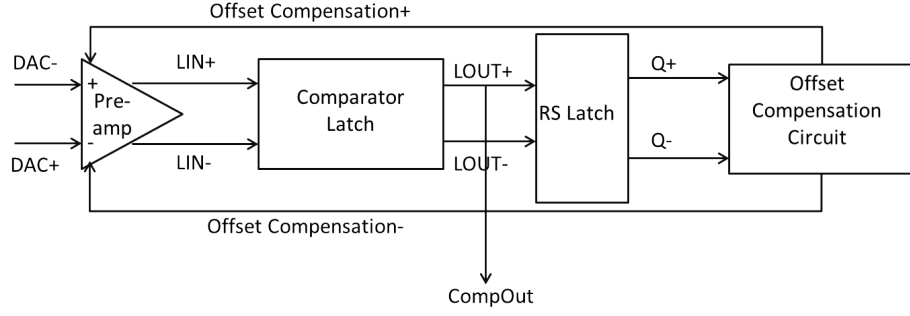 Offset Compensation+
DAC-
LIN+
LOUT+
Q+
+
Pre-
amp
-
Comparator
Latch
RS Latch
Offset
Compensation
Circuit
DAC+
LIN-
LOUT-
Q-
Offset Compensation-
CompOut